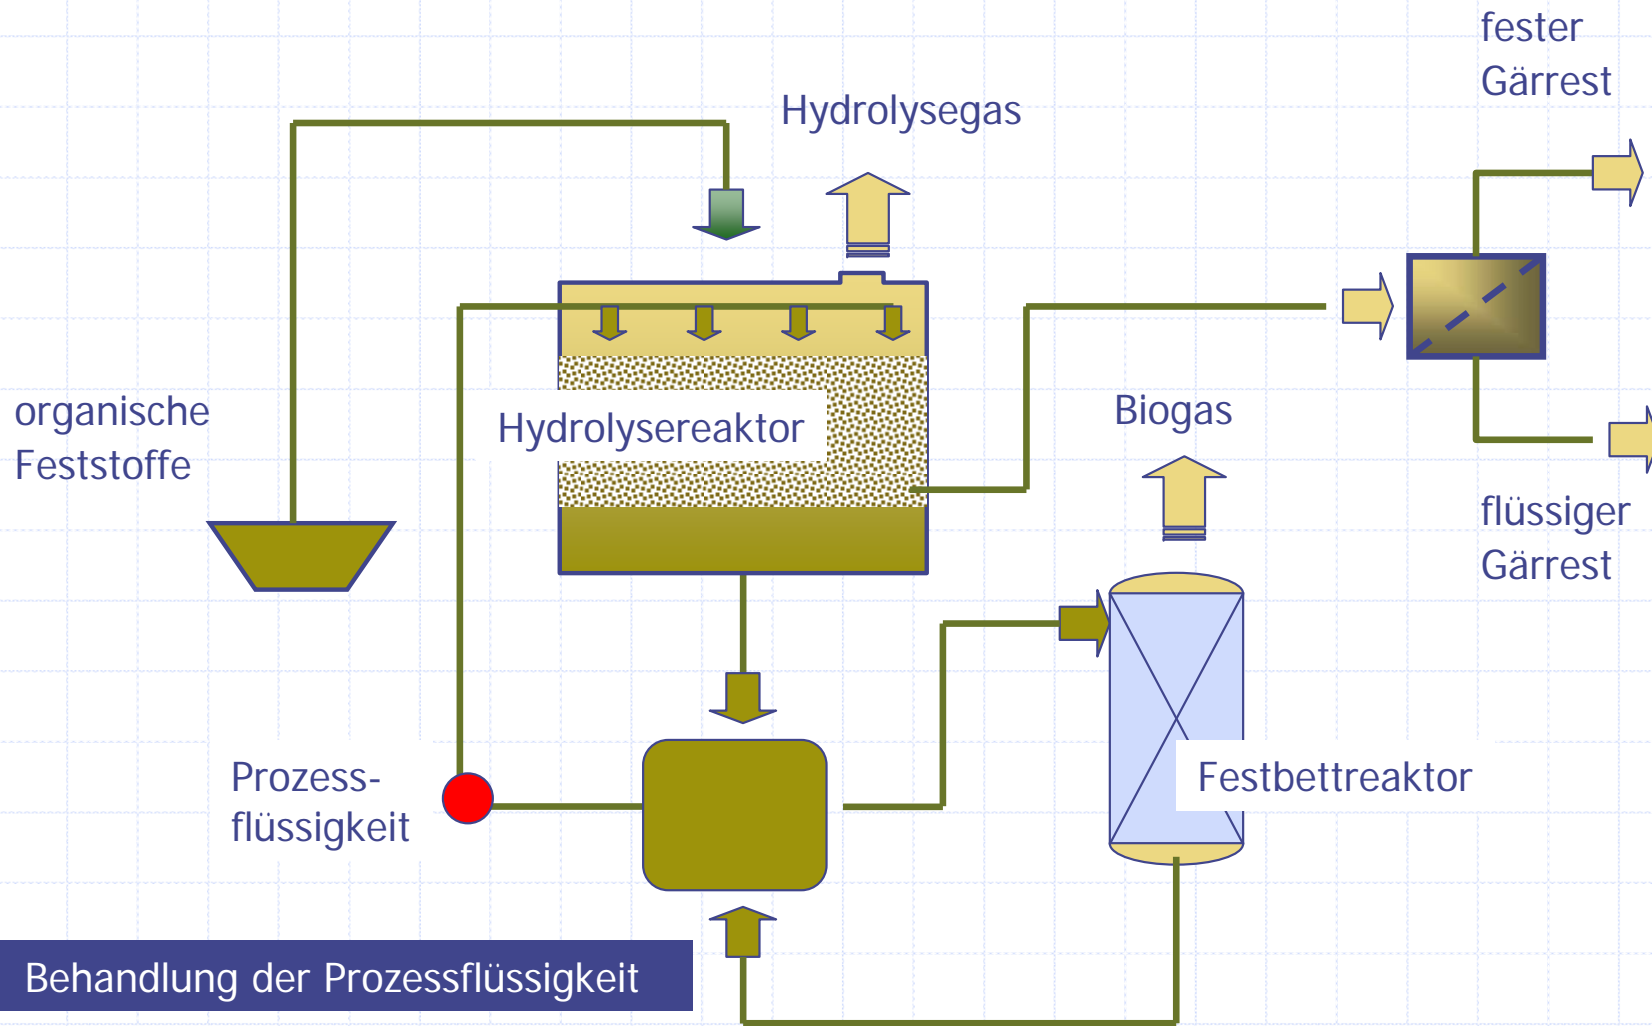 fester
Gärrest
Hydrolysegas
organische
Feststoffe
Hydrolysereaktor
Biogas
flüssiger
Gärrest
Prozess-
flüssigkeit
Festbettreaktor
Behandlung der Prozessflüssigkeit